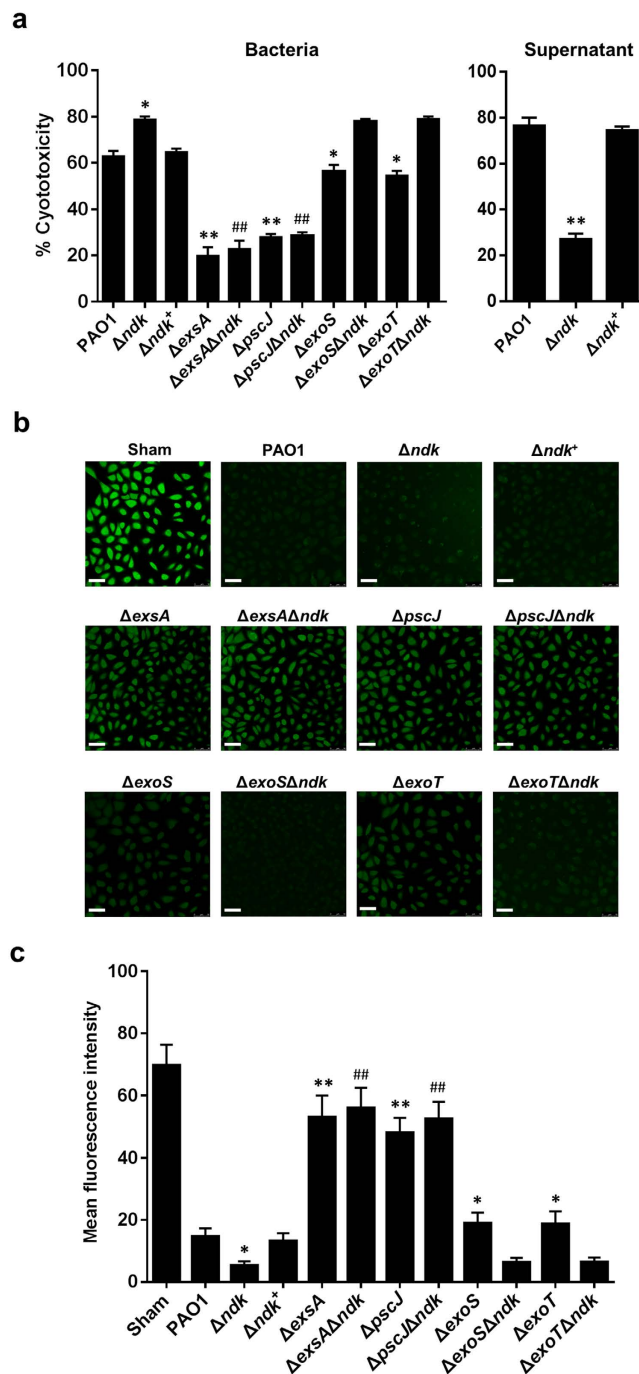 a
Bacteria
Supernatant
% Cyototoxicity
100
80
60
40
20
0
*
**
##
**
##
*
*
PAO1
Δndk
Δndk⁺
ΔexsA
ΔexsAΔndk
ΔpscJ
ΔpscJΔndk
ΔexoS
ΔexoSΔndk
ΔexoT
ΔexoTΔndk
100
80
60
40
20
0
**
PAO1
Δndk
Δndk⁺
b
Sham PAO1 Δndk Δndk⁺
ΔexsA ΔexsAΔndk ΔpscJ ΔpscJΔndk
ΔexoS ΔexoSΔndk ΔexoT ΔexoTΔndk
c
Mean fluorescence intensity
100
80
60
40
20
0
*
**
##
**
##
*
*
Sham
PAO1
Δndk
Δndk⁺
ΔexsA
ΔexsAΔndk
ΔpscJ
ΔpscJΔndk
ΔexoS
ΔexoSΔndk
ΔexoT
ΔexoTΔndk